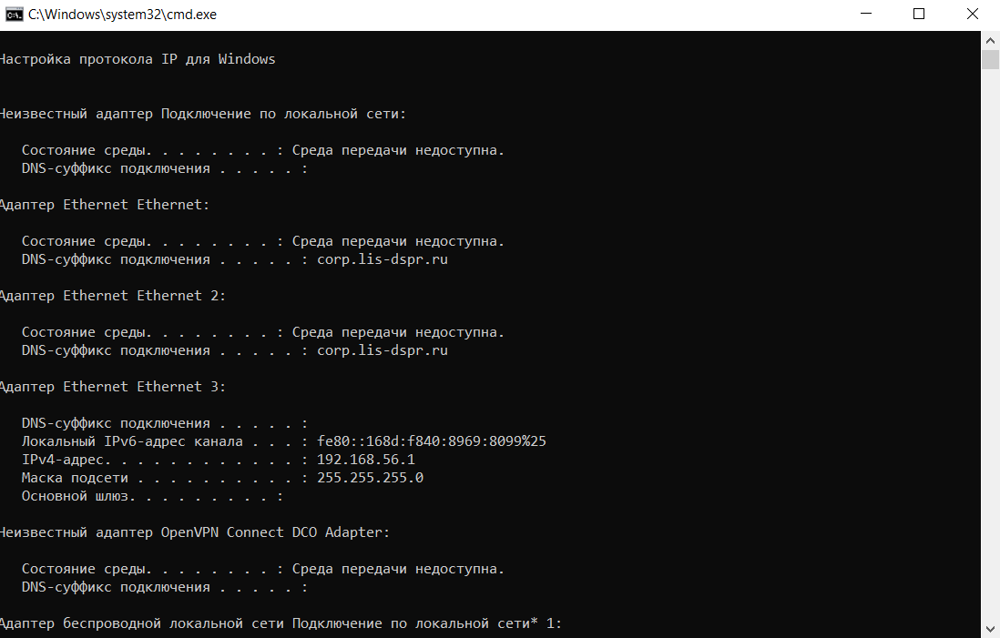 C:\Windows\system32\cmd.exe
Настройка протокола IP для Windows
Неизвестный адаптер Подключение по локальной сети:
Состояние среды. . . . . . . . : Среда передачи недоступна.
DNS-суффикс подключения . . . . . :
Адаптер Ethernet Ethernet:
Состояние среды. . . . . . . . : Среда передачи недоступна.
DNS-суффикс подключения . . . . . : corp.lis-dspr.ru
Адаптер Ethernet Ethernet 2:
Состояние среды. . . . . . . . : Среда передачи недоступна.
DNS-суффикс подключения . . . . . : corp.lis-dspr.ru
Адаптер Ethernet Ethernet 3:
DNS-суффикс подключения . . . . . :
Локальный IPv6-адрес канала . . . : fe80::168d:f840:8969:8099%25
IPv4-адрес. . . . . . . . . . . . : 192.168.56.1
Маска подсети . . . . . . . . . . : 255.255.255.0
Основной шлюз. . . . . . . . . :
Неизвестный адаптер OpenVPN Connect DCO Adapter:
Состояние среды. . . . . . . . : Среда передачи недоступна.
DNS-суффикс подключения . . . . . :
Адаптер беспроводной локальной сети Подключение по локальной сети* 1: